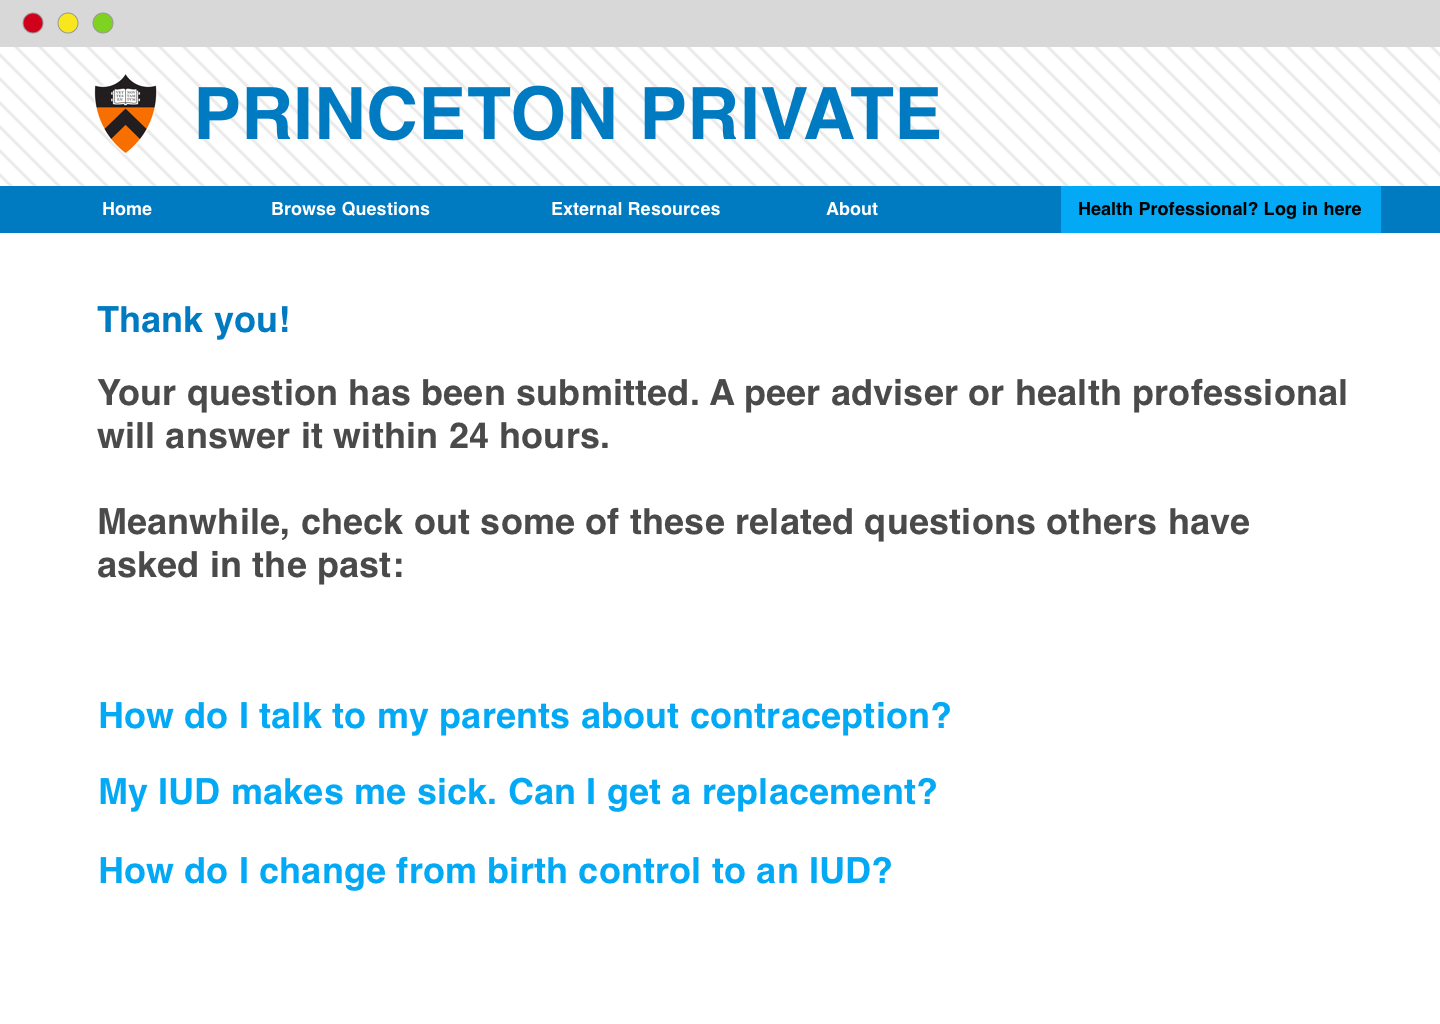 PRINCETON PRIVATE
Home
Browse Questions
External Resources
About
Health Professional? Log in here
Thank you!
Your question has been submitted. A peer adviser or health professional
will answer it within 24 hours.
Meanwhile, check out some of these related questions others have
asked in the past:
How do I talk to my parents about contraception?
My IUD makes me sick. Can I get a replacement?
How do I change from birth control to an IUD?